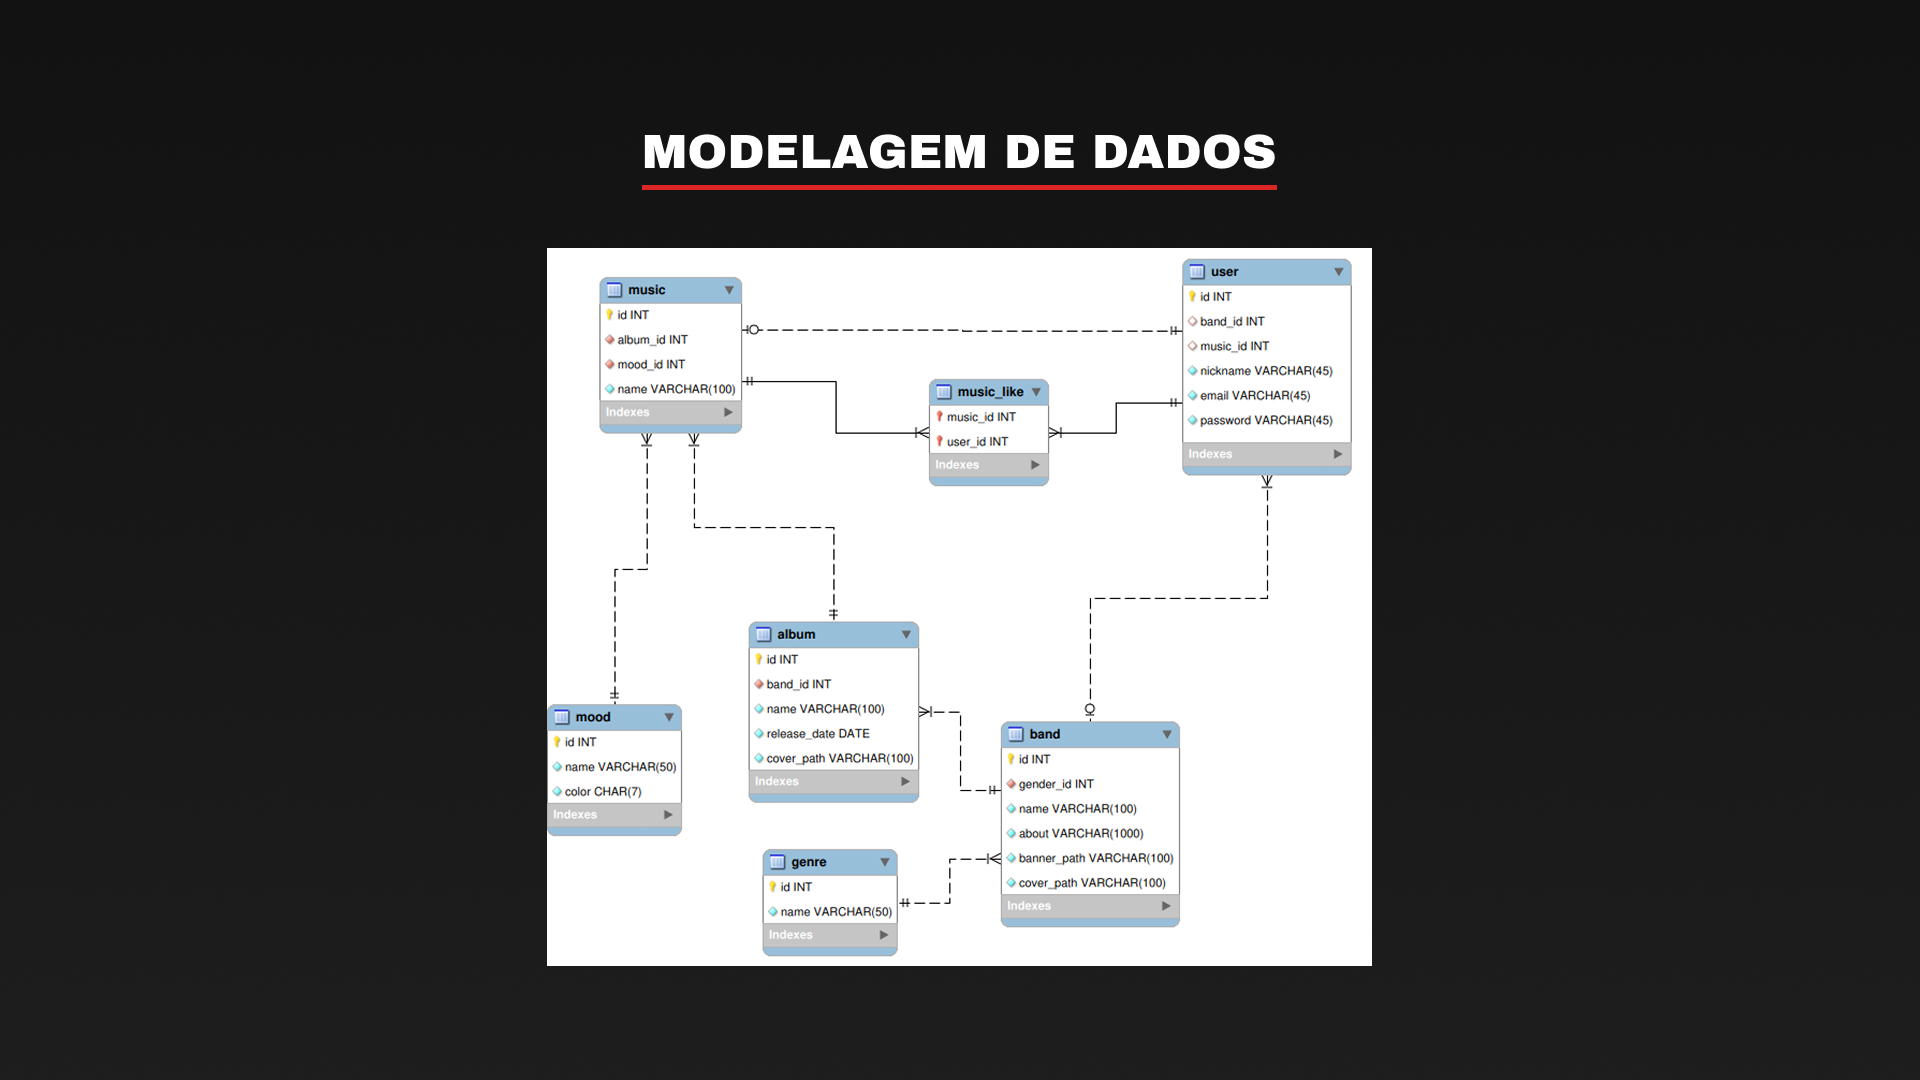 MODELAGEM DE DADOS
music
id INT
album_id INT
mood_id INT
name VARCHAR(100)
Indexes
user
id INT
band_id INT
music_id INT
nickname VARCHAR(45)
email VARCHAR(45)
password VARCHAR(45)
Indexes
music_like
music_id INT
user_id INT
Indexes
album
id INT
band_id INT
name VARCHAR(100)
release_date DATE
cover_path VARCHAR(100)
Indexes
mood
id INT
name VARCHAR(50)
color CHAR(7)
Indexes
band
id INT
gender_id INT
name VARCHAR(100)
about VARCHAR(1000)
banner_path VARCHAR(100)
cover_path VARCHAR(100)
Indexes
genre
id INT
name VARCHAR(50)
Indexes